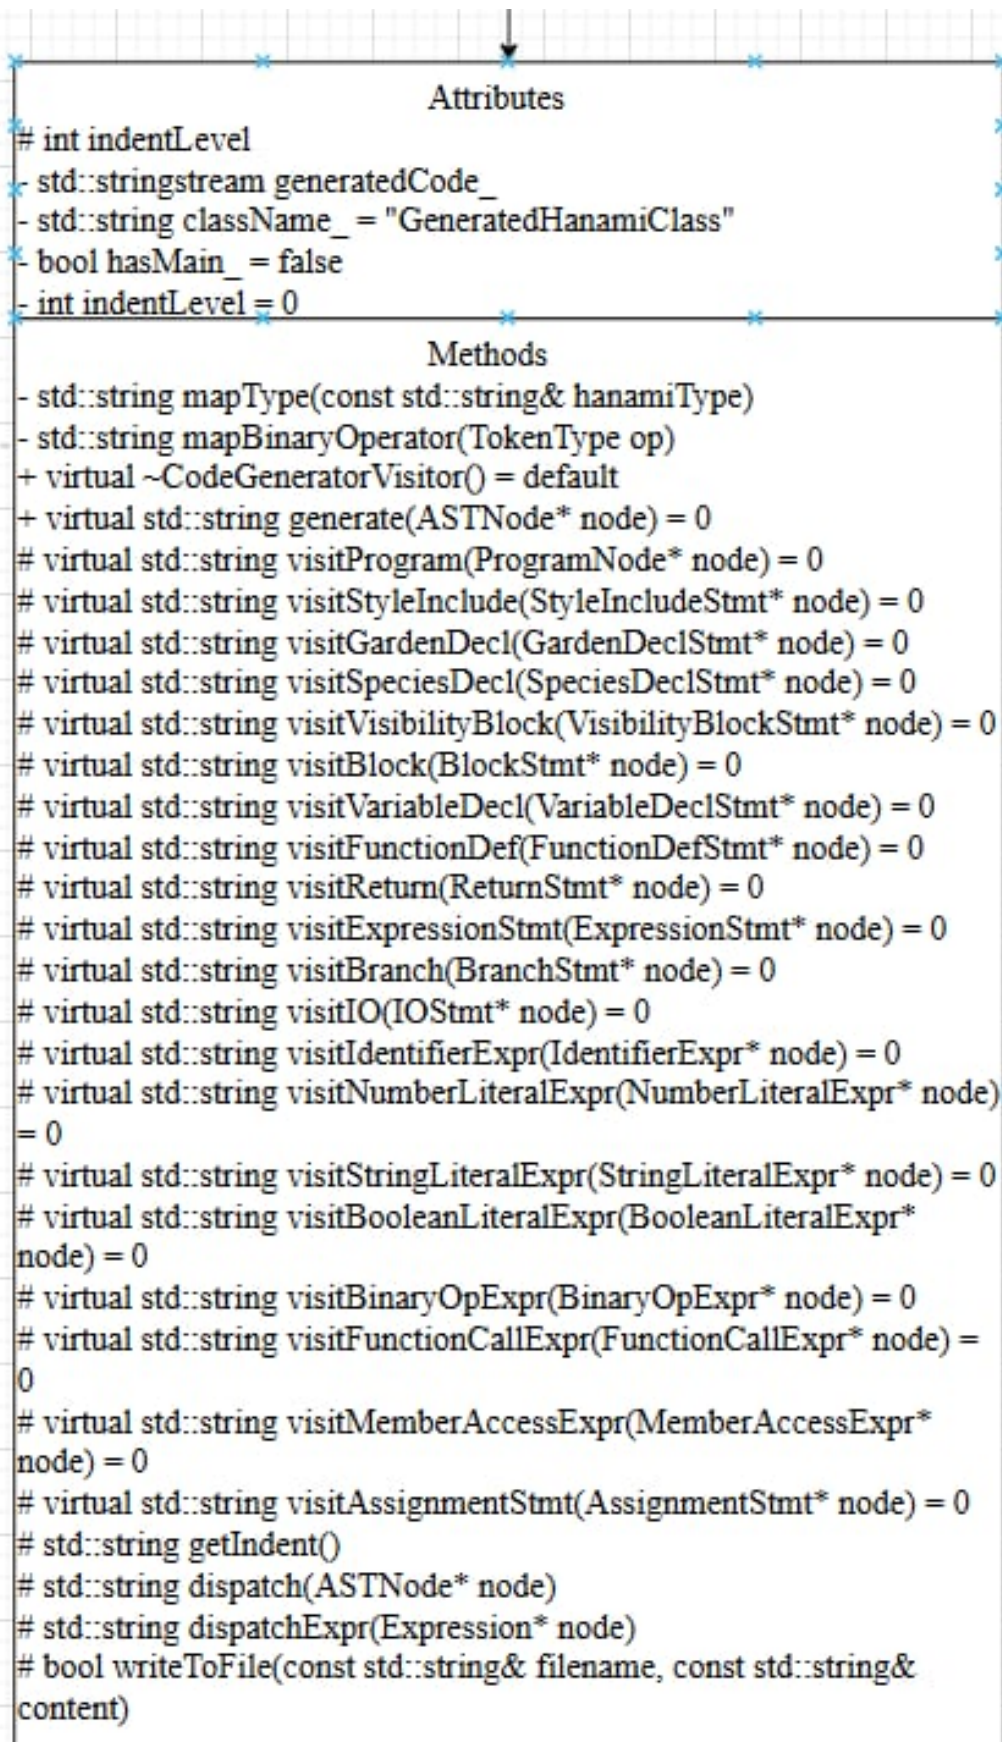 Attributes
# int indentLevel
- std::stringstream generatedCode_
- std::string className_ = "GeneratedHanamiClass"
- bool hasMain_ = false
- int indentLevel = 0
Methods
- std::string mapType(const std::string& hanamiType)
- std::string mapBinaryOperator(TokenType op)
+ virtual ~CodeGeneratorVisitor() = default
+ virtual std::string generate(ASTNode* node) = 0
# virtual std::string visitProgram(ProgramNode* node) = 0
# virtual std::string visitStyleInclude(StyleIncludeStmt* node) = 0
# virtual std::string visitGardenDecl(GardenDeclStmt* node) = 0
# virtual std::string visitSpeciesDecl(SpeciesDeclStmt* node) = 0
# virtual std::string visitVisibilityBlock(VisibilityBlockStmt* node) = 0
# virtual std::string visitBlock(BlockStmt* node) = 0
# virtual std::string visitVariableDecl(VariableDeclStmt* node) = 0
# virtual std::string visitFunctionDef(FunctionDefStmt* node) = 0
# virtual std::string visitReturn(ReturnStmt* node) = 0
# virtual std::string visitExpressionStmt(ExpressionStmt* node) = 0
# virtual std::string visitBranch(BranchStmt* node) = 0
# virtual std::string visitIO(IOStmt* node) = 0
# virtual std::string visitIdentifierExpr(IdentifierExpr* node) = 0
# virtual std::string visitNumberLiteralExpr(NumberLiteralExpr* node)
= 0
# virtual std::string visitStringLiteralExpr(StringLiteralExpr* node) = 0
# virtual std::string visitBooleanLiteralExpr(BooleanLiteralExpr*
node) = 0
# virtual std::string visitBinaryOpExpr(BinaryOpExpr* node) = 0
# virtual std::string visitFunctionCallExpr(FunctionCallExpr* node) =
0
# virtual std::string visitMemberAccessExpr(MemberAccessExpr*
node) = 0
# virtual std::string visitAssignmentStmt(AssignmentStmt* node) = 0
# std::string getIndent()
# std::string dispatch(ASTNode* node)
# std::string dispatchExpr(Expression* node)
# bool writeToFile(const std::string& filename, const std::string&
content)